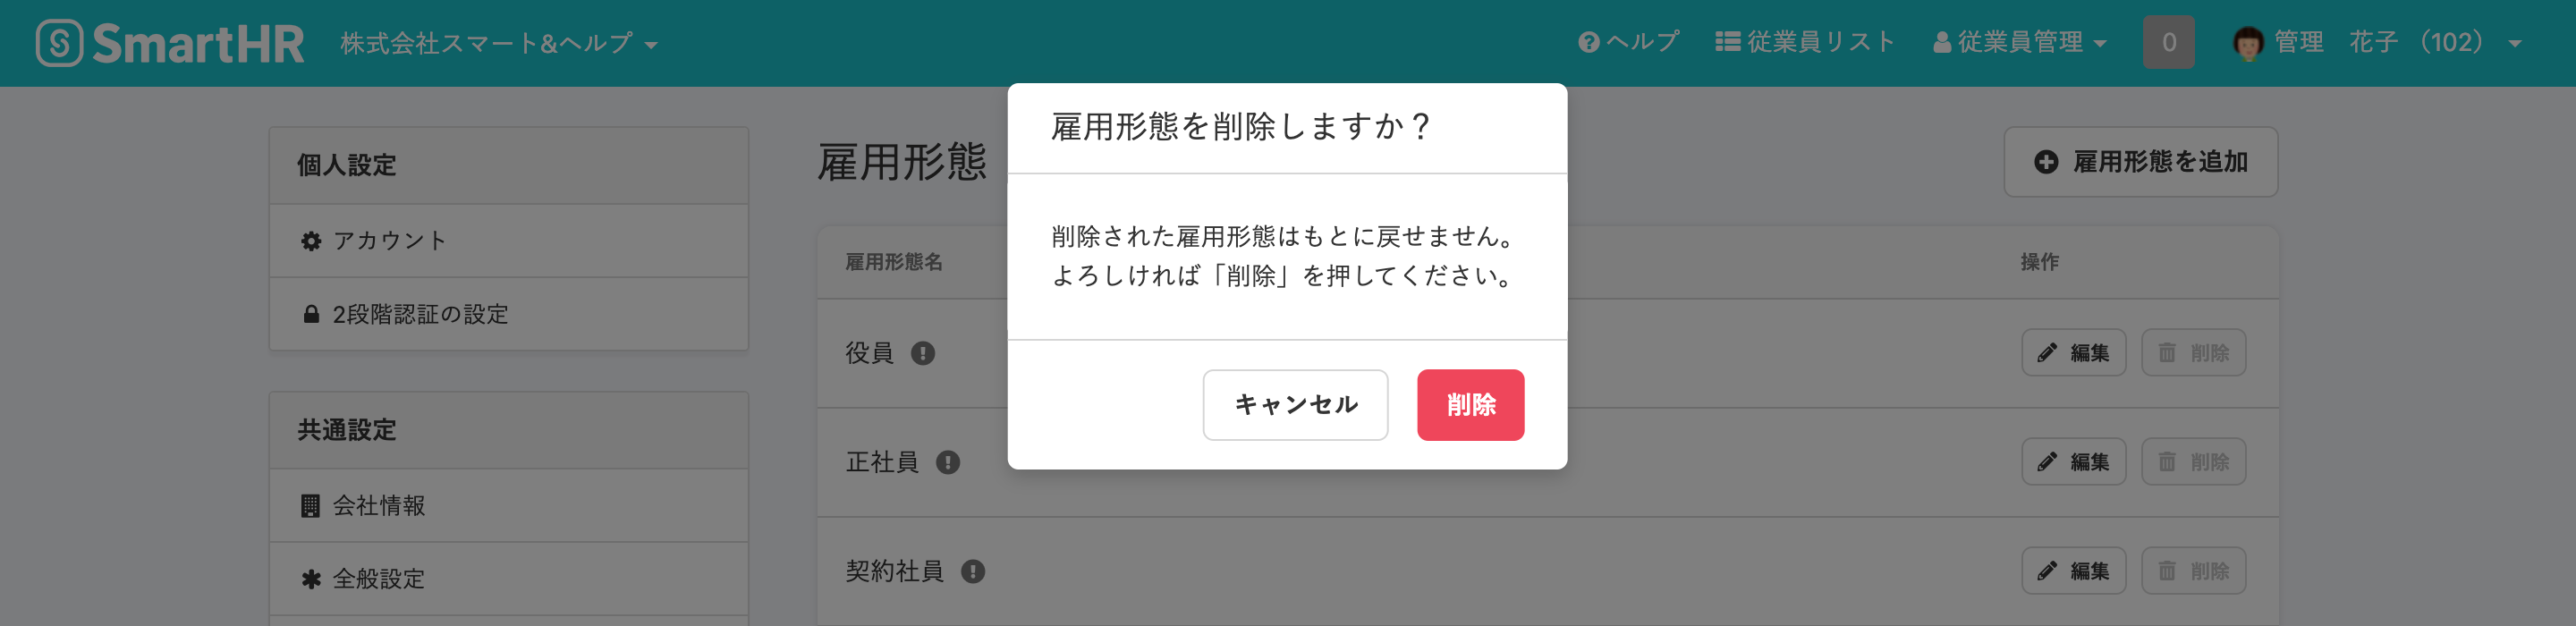 SmartHR 株式会社スマート&ヘルプ ヘルプ 従業員リスト 従業員管理 0 管理 花子 （102）
個人設定
アカウント
2段階認証の設定
共通設定
会社情報
全般設定
雇用形態
雇用形態を追加
雇用形態名 操作
役員 編集 削除
正社員 編集 削除
契約社員 編集 削除
雇用形態を削除しますか？
削除された雇用形態はもとに戻せません。
よろしければ「削除」を押してください。
キャンセル 削除